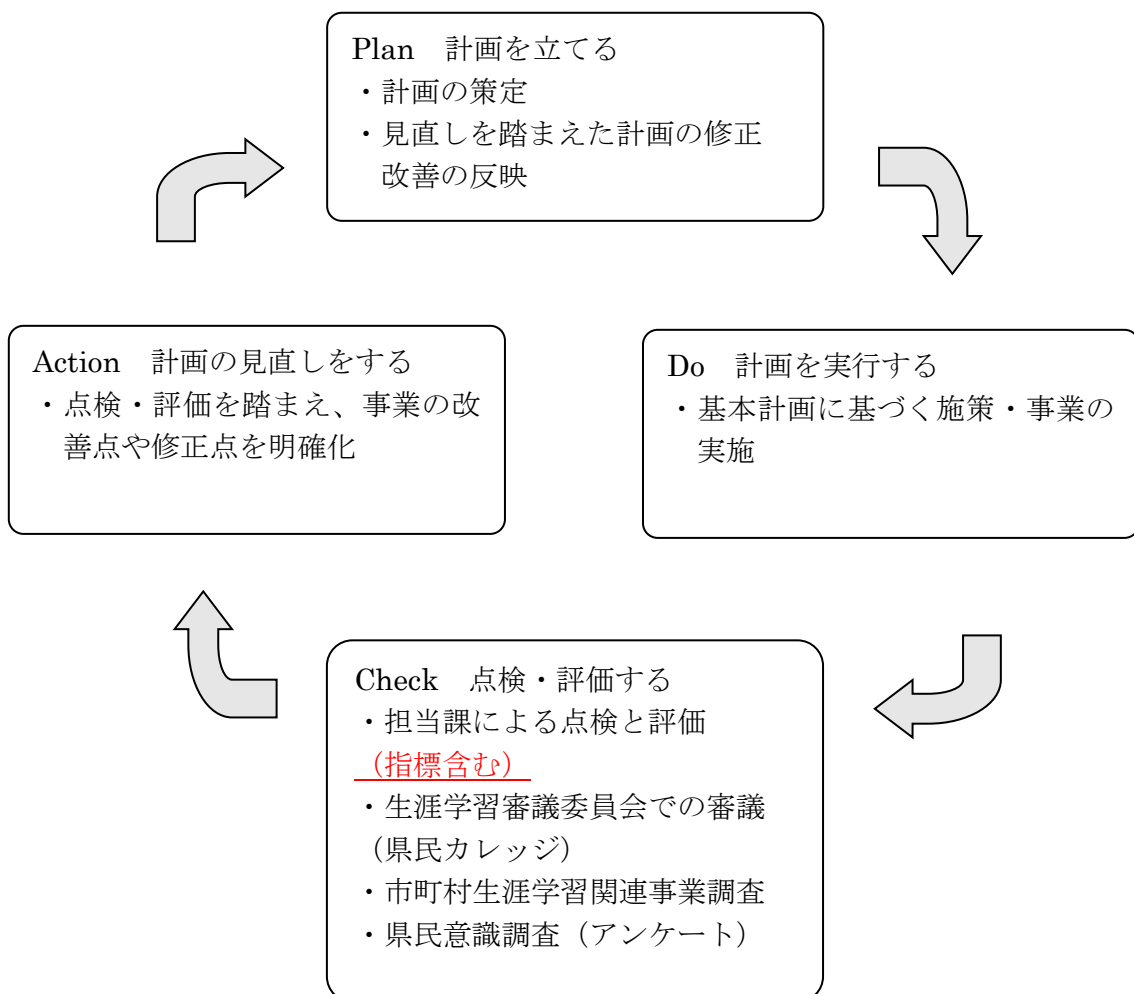 Plan 計画を立てる
・計画の策定
・見直しを踏まえた計画の修正
改善の反映
Action 計画の見直しをする
・点検・評価を踏まえ、事業の改
善点や修正点を明確化
Do 計画を実行する
・基本計画に基づく施策・事業の
実施
Check 点検・評価する
・担当課による点検と評価
（指標含む）
・生涯学習審議委員会での審議
（県民カレッジ）
・市町村生涯学習関連事業調査
・県民意識調査（アンケート）